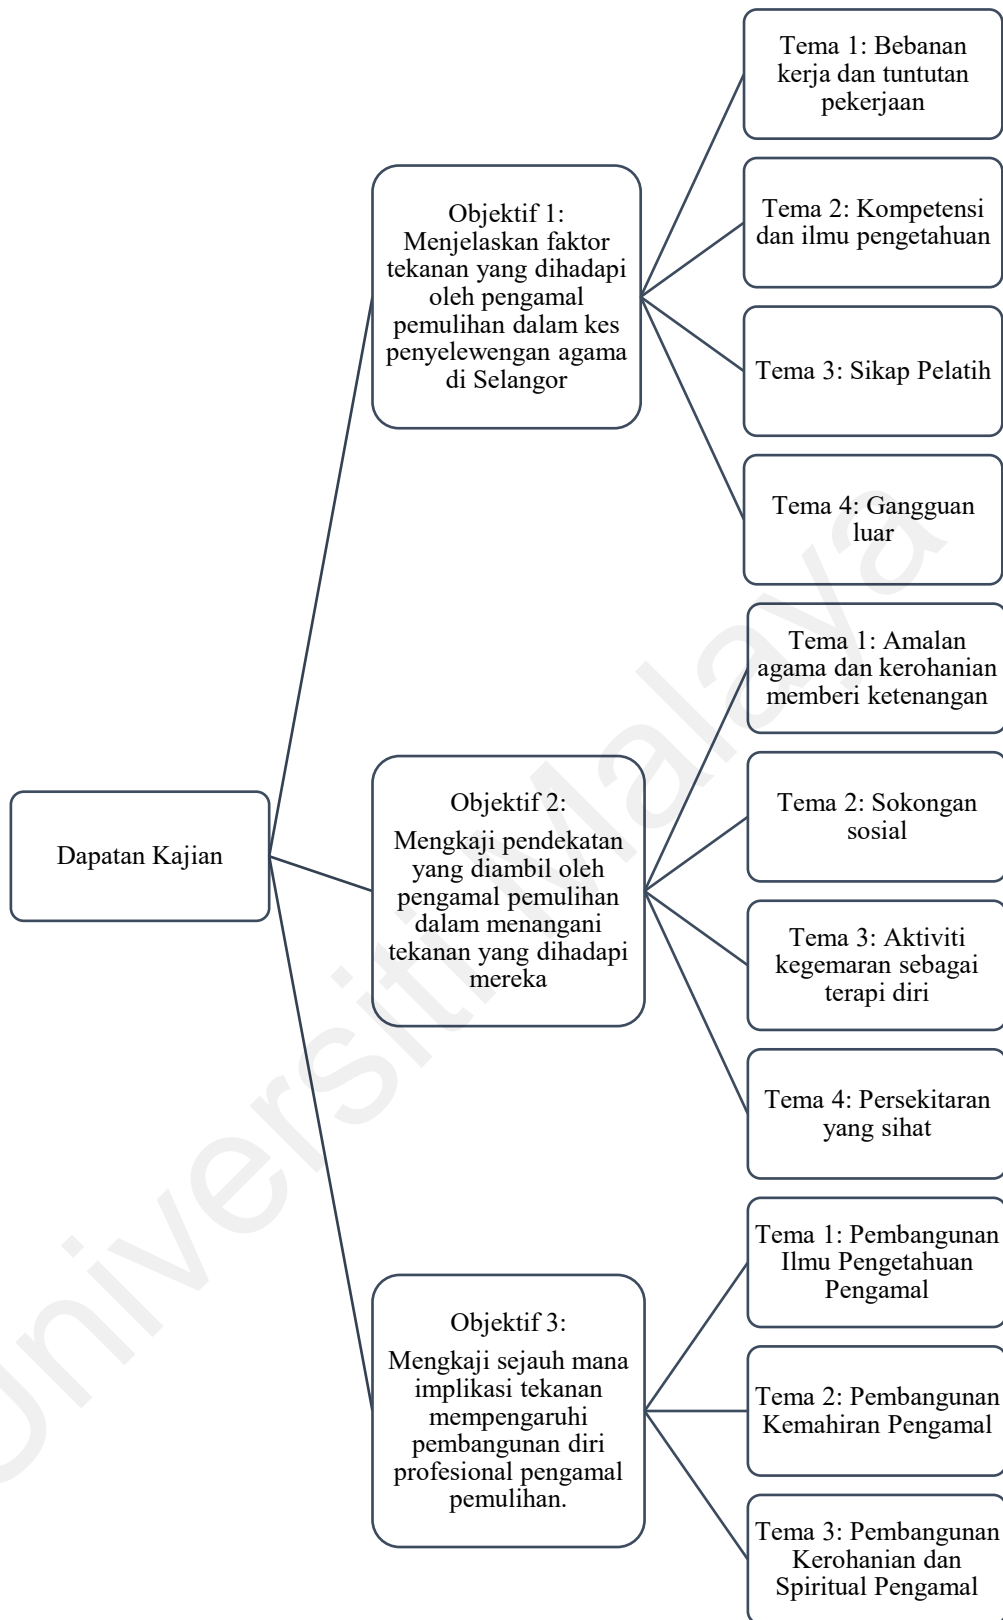 Dapatan Kajian
Objektif 1:
Menjelaskan faktor
tekanan yang dihadapi
oleh pengamal
pemulihan dalam kes
penyelewengan agama
di Selangor
Tema 1: Bebanan
kerja dan tuntutan
pekerjaan
Tema 2: Kompetensi
dan ilmu pengetahuan
Tema 3: Sikap Pelatih
Tema 4: Gangguan
luar
Objektif 2:
Mengkaji pendekatan
yang diambil oleh
pengamal pemulihan
dalam menangani
tekanan yang dihadapi
mereka
Tema 1: Amalan
agama dan kerohanian
memberi ketenangan
Tema 2: Sokongan
sosial
Tema 3: Aktiviti
kegemaran sebagai
terapi diri
Tema 4: Persekitaran
yang sihat
Objektif 3:
Mengkaji sejauh mana
implikasi tekanan
mempengaruhi
pembangunan diri
profesional pengamal
pemulihan.
Tema 1: Pembangunan
Ilmu Pengetahuan
Pengamal
Tema 2: Pembangunan
Kemahiran Pengamal
Tema 3: Pembangunan
Kerohanian dan
Spiritual Pengamal
Universiti Malaya